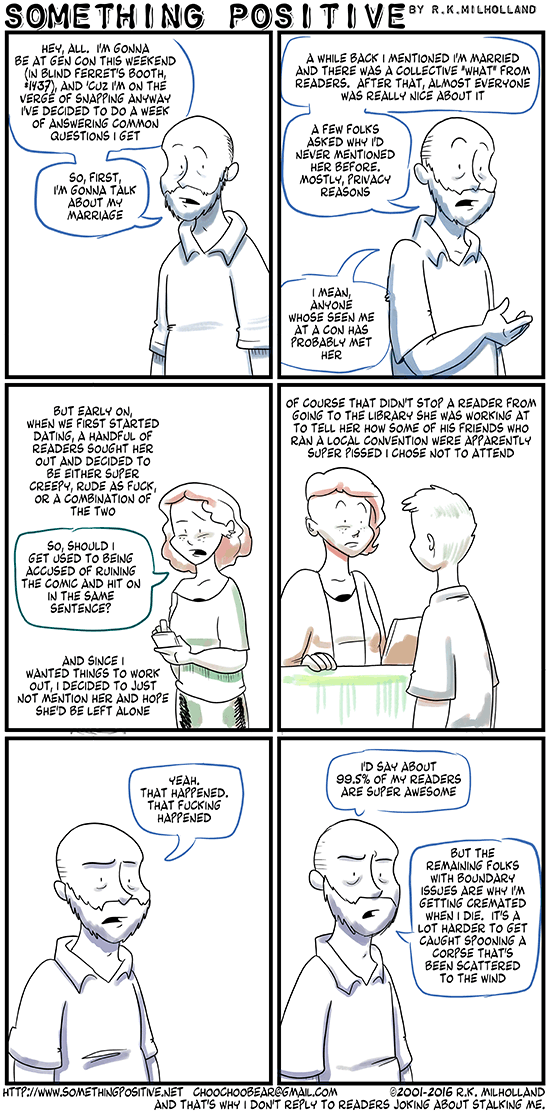 SOMETHING POSITIVE BY R.K.MILHOLLAND
HEY, ALL. I'M GONNA
BE AT GEN CON THIS WEEKEND
(IN BLIND FERRET'S BOOTH,
#1437), AND 'CUZ I'M ON THE
VERGE OF SNAPPING ANYWAY
I'VE DECIDED TO DO A WEEK
OF ANSWERING COMMON
QUESTIONS I GET
SO, FIRST,
I'M GONNA TALK
ABOUT MY
MARRIAGE
A WHILE BACK I MENTIONED I'M MARRIED
AND THERE WAS A COLLECTIVE "WHAT" FROM
READERS. AFTER THAT, ALMOST EVERYONE
WAS REALLY NICE ABOUT IT
A FEW FOLKS
ASKED WHY I'D
NEVER MENTIONED
HER BEFORE.
MOSTLY, PRIVACY
REASONS
I MEAN,
ANYONE
WHOSE SEEN ME
AT A CON HAS
PROBABLY MET
HER
BUT EARLY ON,
WHEN WE FIRST STARTED
DATING, A HANDFUL OF
READERS SOUGHT HER
OUT AND DECIDED TO
BE EITHER SUPER
CREEPY, RUDE AS FUCK,
OR A COMBINATION OF
THE TWO
SO, SHOULD I
GET USED TO BEING
ACCUSED OF RUINING
THE COMIC AND HIT ON
IN THE SAME
SENTENCE?
AND SINCE I
WANTED THINGS TO WORK
OUT, I DECIDED TO JUST
NOT MENTION HER AND HOPE
SHE'D BE LEFT ALONE
OF COURSE THAT DIDN'T STOP A READER FROM
GOING TO THE LIBRARY SHE WAS WORKING AT
TO TELL HER HOW SOME OF HIS FRIENDS WHO
RAN A LOCAL CONVENTION WERE APPARENTLY
SUPER PISSED I CHOSE NOT TO ATTEND
YEAH.
THAT HAPPENED.
THAT FUCKING
HAPPENED
I'D SAY ABOUT
99.5% OF MY READERS
ARE SUPER AWESOME
BUT THE
REMAINING FOLKS
WITH BOUNDARY
ISSUES ARE WHY I'M
GETTING CREMATED
WHEN I DIE. IT'S A
LOT HARDER TO GET
CAUGHT SPOONING A
CORPSE THAT'S
BEEN SCATTERED
TO THE WIND
HTTP://WWW.SOMETHINGPOSITIVE.NET CHOOCHOOBEAR@GMAIL.COM ©2001-2016 R.K. MILHOLLAND
AND THAT'S WHY I DON'T REPLY TO READERS JOKING ABOUT STALKING ME.